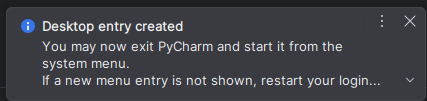 Desktop entry created
You may now exit PyCharm and start it from the
system menu.
If a new menu entry is not shown, restart your login...